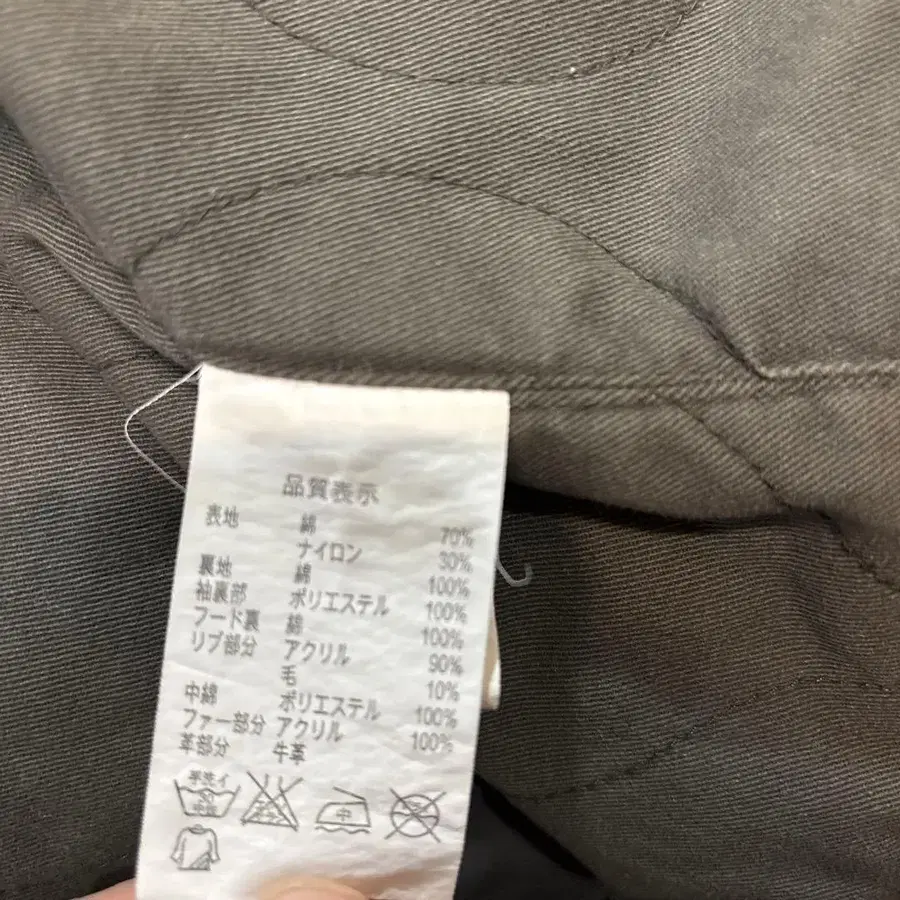 品質表示
表地 綿 70%
ナイロン 30%
裏地 綿 100%
袖裏部 ポリエステル 100%
フード裏 綿 100%
リブ部分 アクリル 90%
毛 10%
中綿 ポリエステル 100%
ファー部分 アクリル 100%
革部分 牛革
手洗イ
中